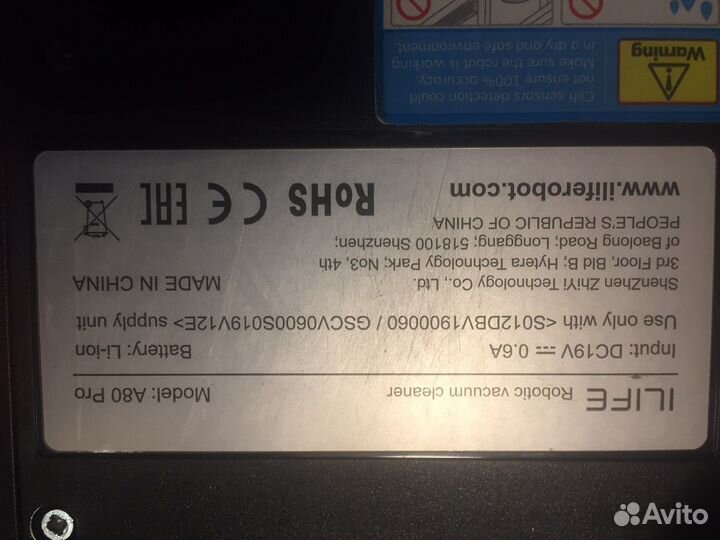 ILIFE Robotic vacuum cleaner Model: A80 Pro
Input: DC19V ⎓ 0.6A Battery: Li-ion
Use only with <S012DBV1900060 / GSCV0600S019V12E> supply unit
Shenzhen ZhiYi Technology Co., Ltd. MADE IN CHINA
3rd Floor, Bld B; Hytera Technology Park; No3, 4th
of Baolong Road; Longgang; 518100 Shenzhen;
PEOPLE'S REPUBLIC OF CHINA
www.iliferobot.com RoHS CE EAC
Warning
Cliff sensors detection could
not ensure 100% accuracy.
Make sure the robot is working
in a dry and safe environment.
Avito